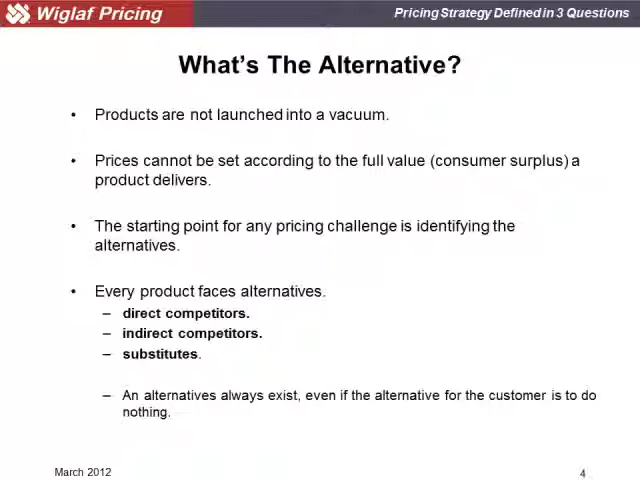 Wiglaf Pricing
Pricing Strategy Defined in 3 Questions
What's The Alternative?
• Products are not launched into a vacuum.
• Prices cannot be set according to the full value (consumer surplus) a
product delivers.
• The starting point for any pricing challenge is identifying the
alternatives.
• Every product faces alternatives.
– direct competitors.
– indirect competitors.
– substitutes.
– An alternatives always exist, even if the alternative for the customer is to do
nothing.
March 2012
4